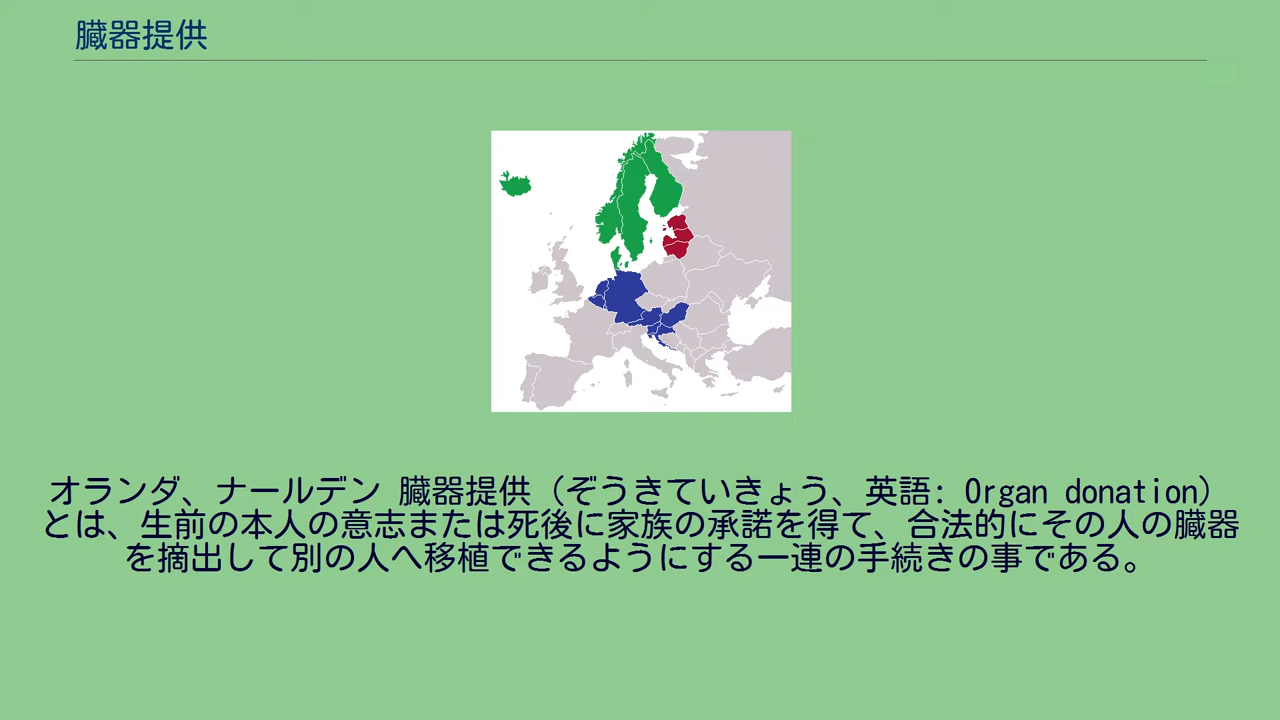 臓器提供
オランダ、ナールデン 臓器提供（ぞうきていきょう、英語: Organ donation）
とは、生前の本人の意志または死後に家族の承諾を得て、合法的にその人の臓器
を摘出して別の人へ移植できるようにする一連の手続きの事である。